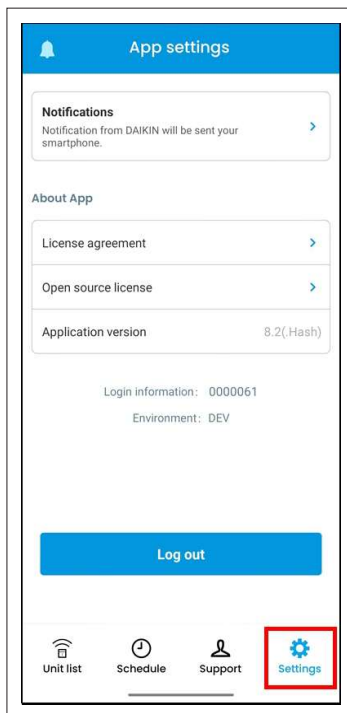 App settings
Notifications
Notification from DAIKIN will be sent your
smartphone.
About App
License agreement
Open source license
Application version 8.2(.Hash)
Login information: 0000061
Environment: DEV
Log out
Unit list Schedule Support Settings